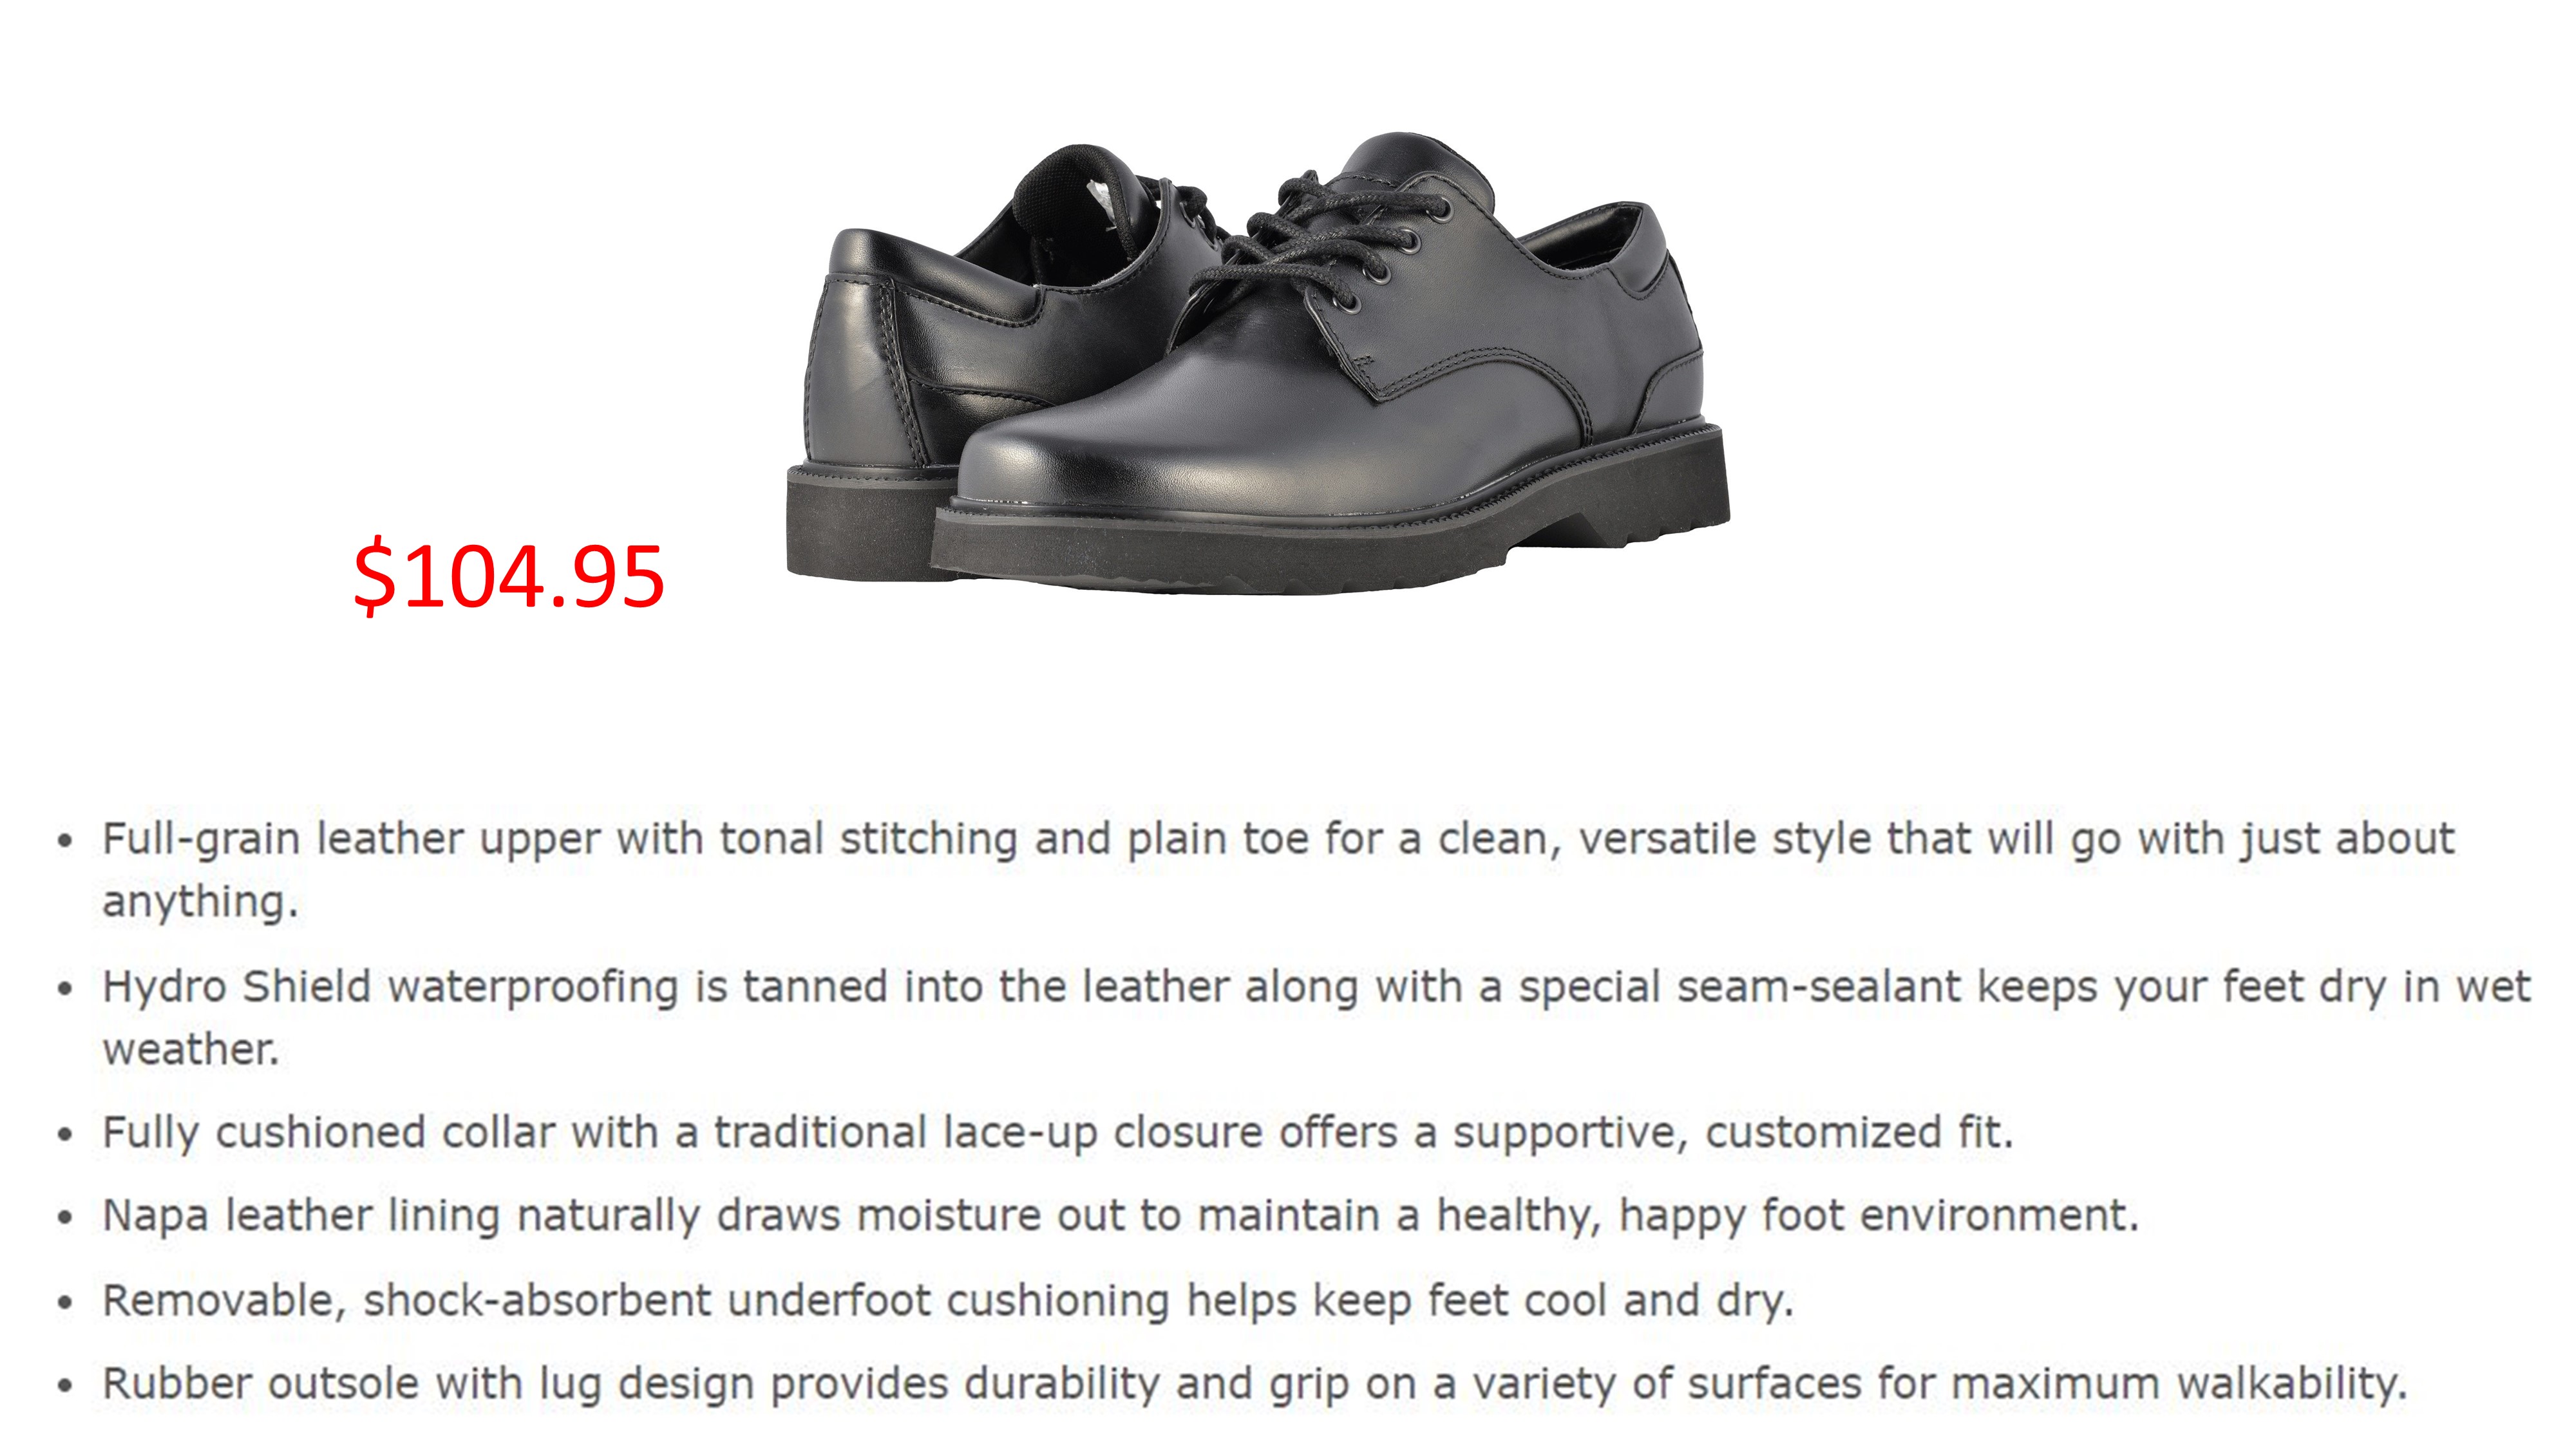 $104.95
• Full-grain leather upper with tonal stitching and plain toe for a clean, versatile style that will go with just about
anything.
• Hydro Shield waterproofing is tanned into the leather along with a special seam-sealant keeps your feet dry in wet
weather.
• Fully cushioned collar with a traditional lace-up closure offers a supportive, customized fit.
• Napa leather lining naturally draws moisture out to maintain a healthy, happy foot environment.
• Removable, shock-absorbent underfoot cushioning helps keep feet cool and dry.
• Rubber outsole with lug design provides durability and grip on a variety of surfaces for maximum walkability.